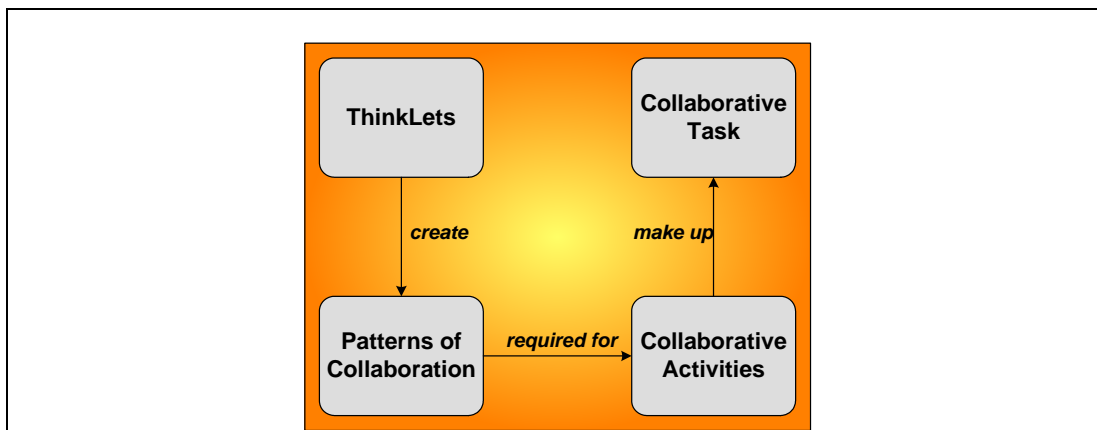 ThinkLets
Collaborative
Task
create
make up
Patterns of
Collaboration
required for
Collaborative
Activities